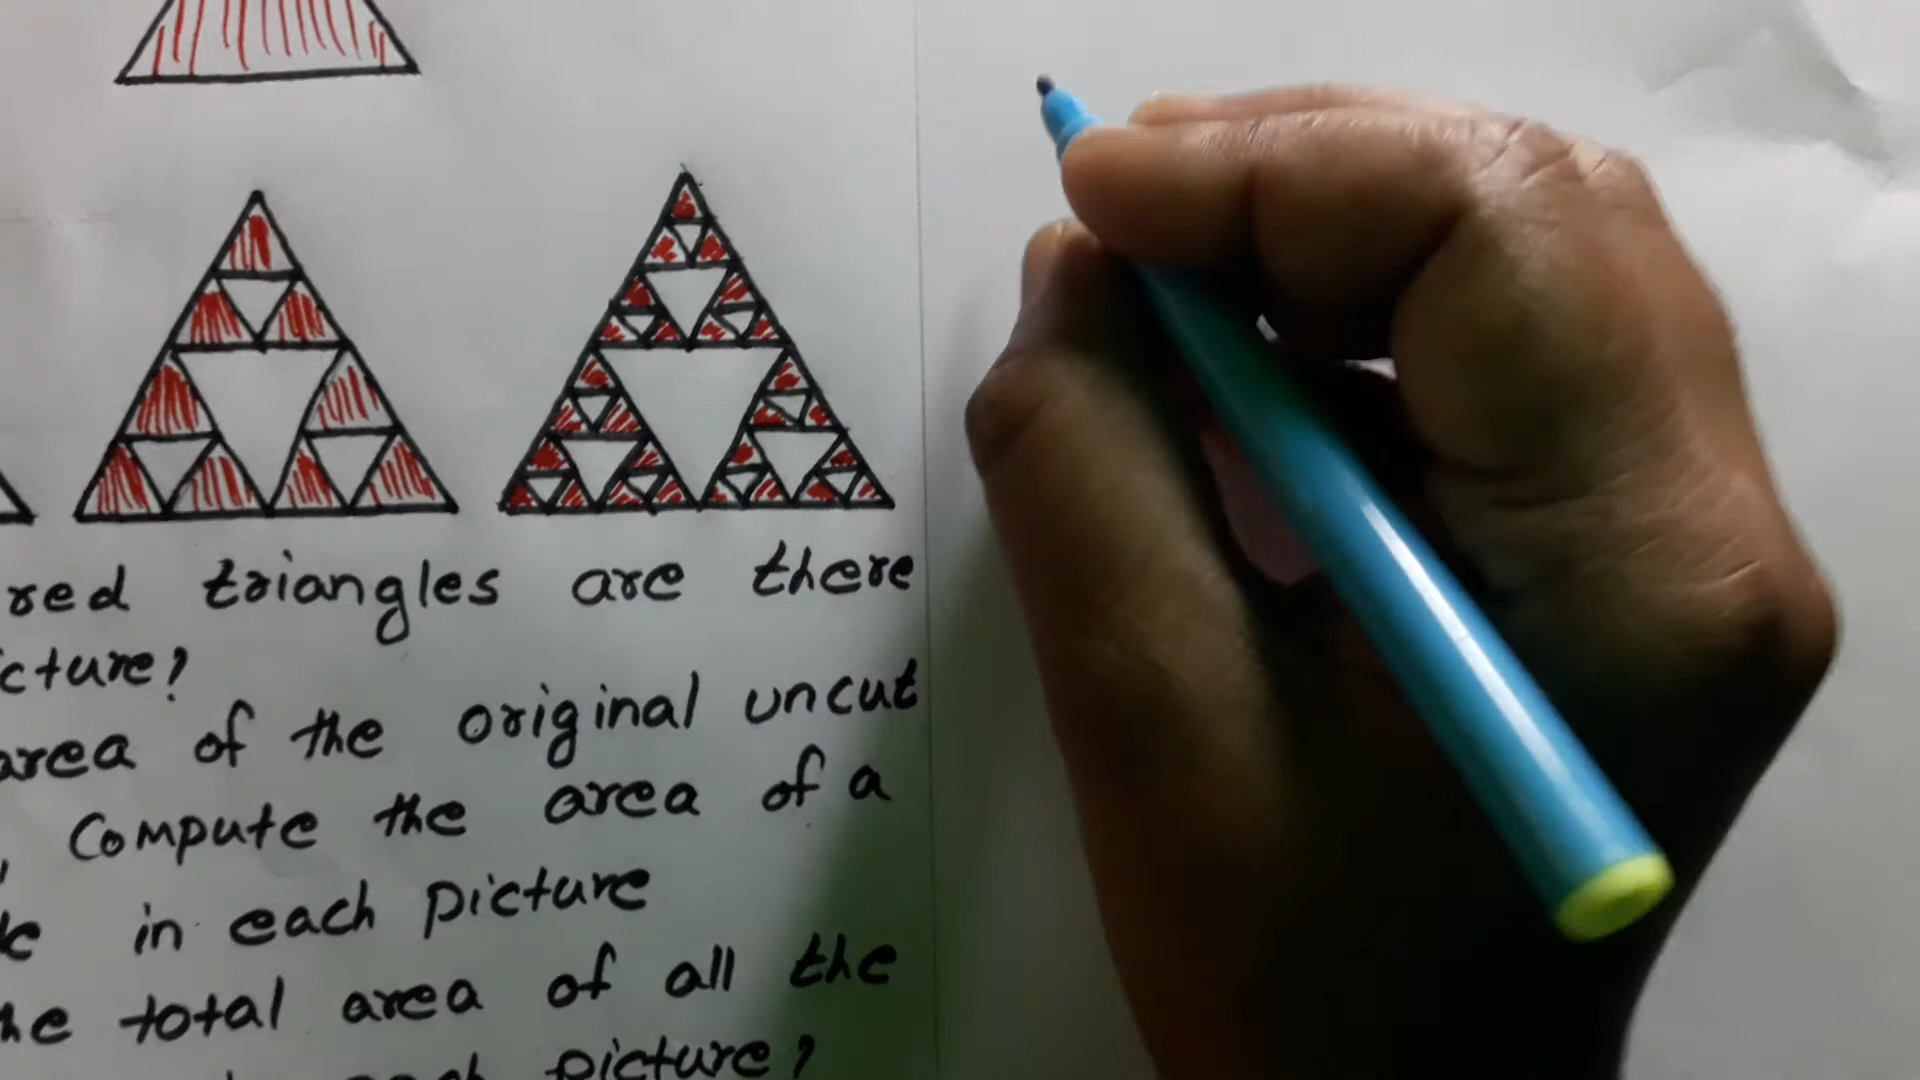 red triangles are there
cture?
area of the original uncut
, Compute the area of a
in each picture
he total area of all the
picture?